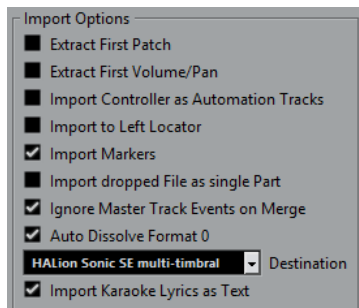 Import Options
Extract First Patch
Extract First Volume/Pan
Import Controller as Automation Tracks
Import to Left Locator
Import Markers
Import dropped File as single Part
Ignore Master Track Events on Merge
Auto Dissolve Format 0
HALion Sonic SE multi-timbral Destination
Import Karaoke Lyrics as Text